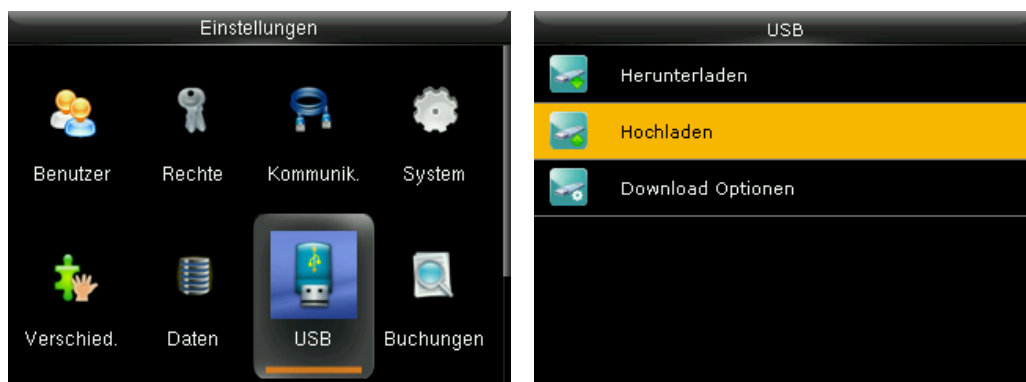 Einstellungen
Benutzer
Rechte
Kommunik.
System
Verschied.
Daten
USB
Buchungen
USB
Herunterladen
Hochladen
Download Optionen